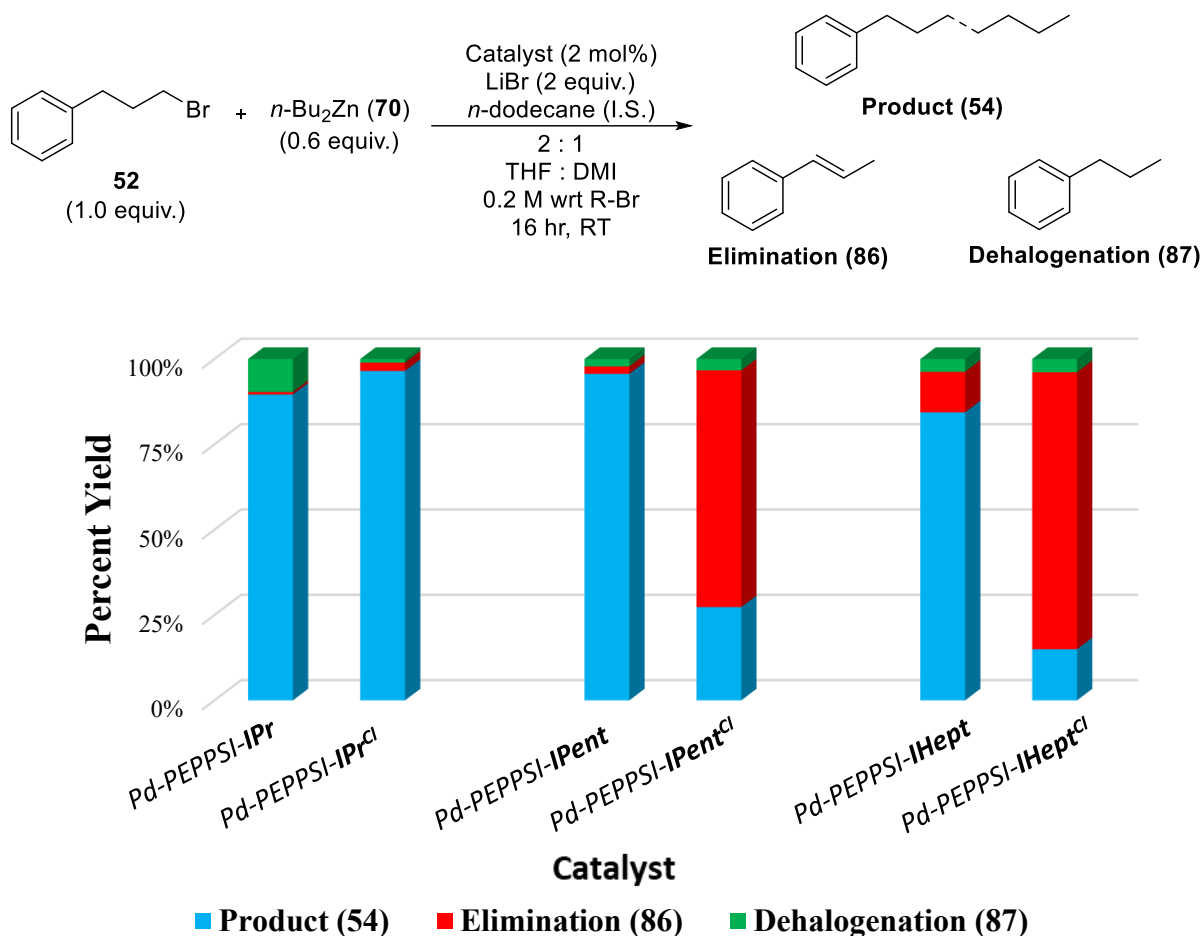 Br
52
(1.0 equiv.)
+
n-Bu₂Zn (70)
(0.6 equiv.)
Catalyst (2 mol%)
LiBr (2 equiv.)
n-dodecane (I.S.)
2 : 1
THF : DMI
0.2 M wrt R-Br
16 hr, RT
Product (54)
Elimination (86)
Dehalogenation (87)
Percent Yield
100%
75%
50%
25%
0%
Pd-PEPPSI-IPr
Pd-PEPPSI-IPrᶜˡ
Pd-PEPPSI-IPent
Pd-PEPPSI-IPentᶜˡ
Pd-PEPPSI-IHept
Pd-PEPPSI-IHeptᶜˡ
Catalyst
Product (54) Elimination (86) Dehalogenation (87)